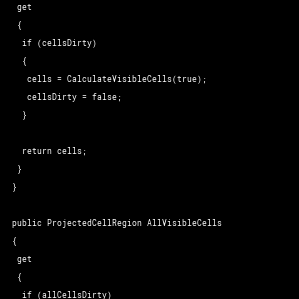 get
{
if (cellsDirty)
{
cells = CalculateVisibleCells(true);
cellsDirty = false;
}
return cells;
}
}
public ProjectedCellRegion AllVisibleCells
{
get
{
if (allCellsDirty)